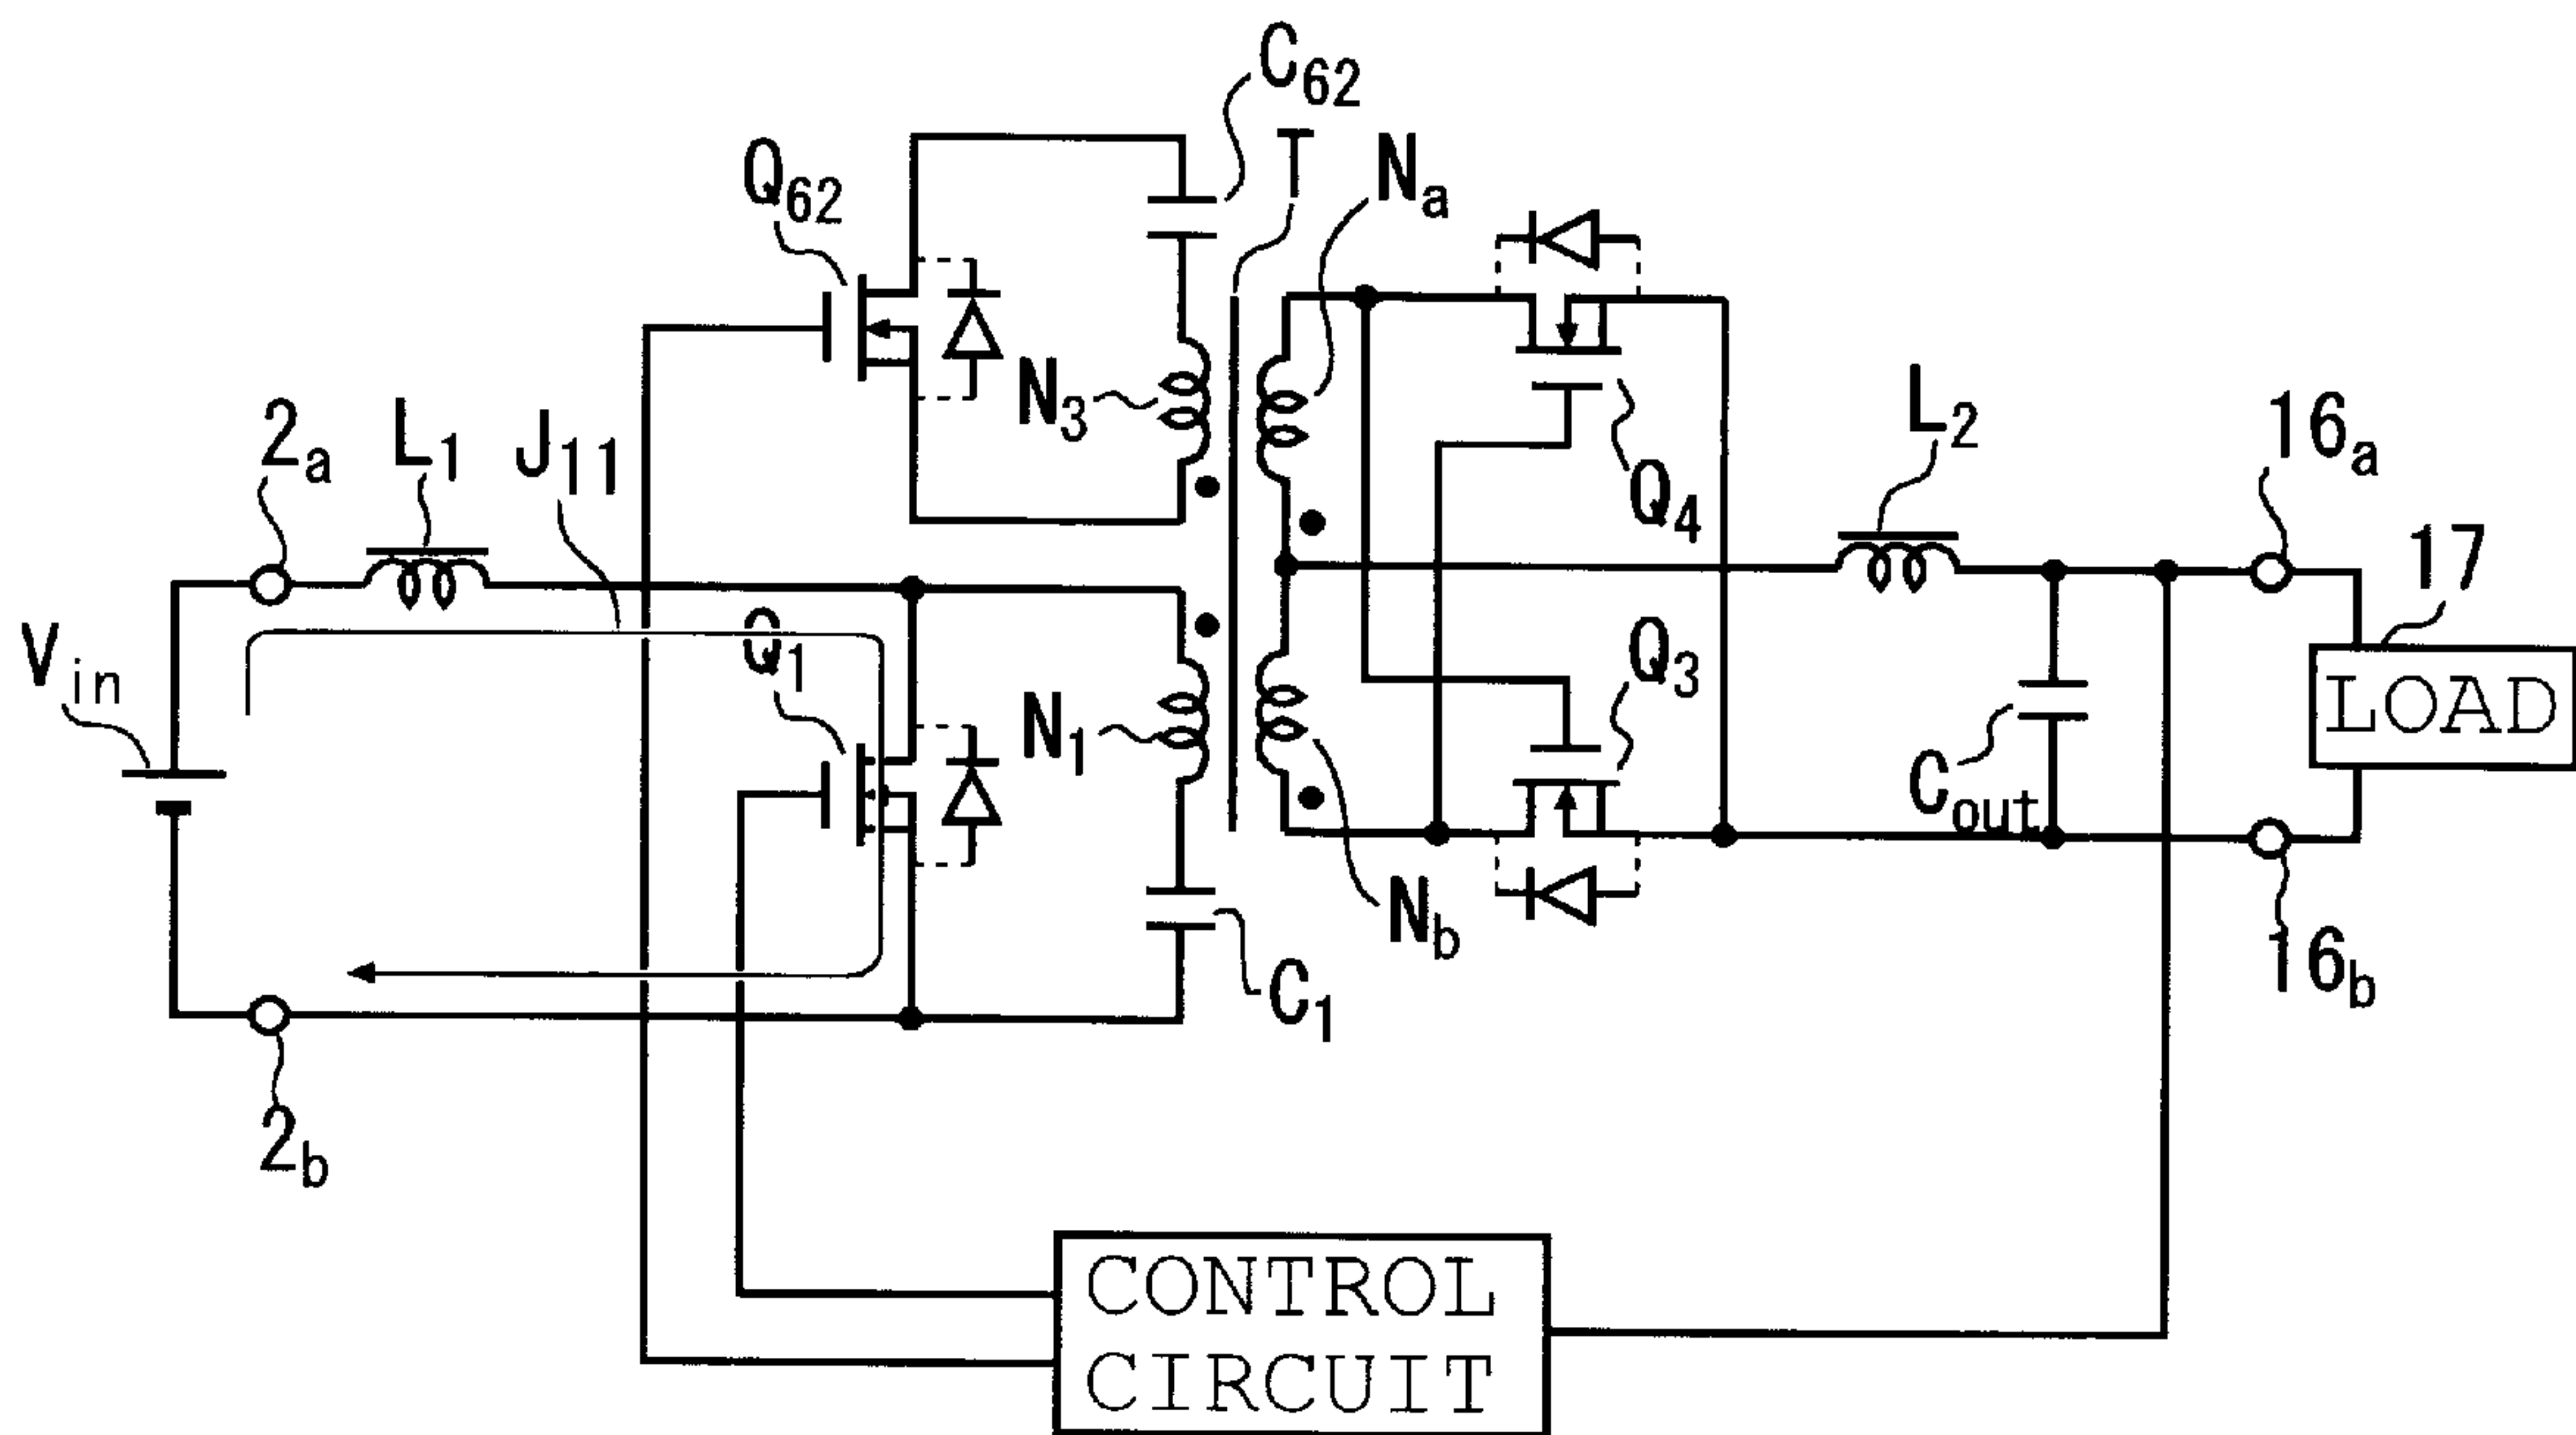 C62
T
Na
Q62
N3
2a
L1
J11
Q4
L2
16a
17
Vin
Q1
N1
Q3
LOAD
Cout
Nb
C1
16b
2b
CONTROL
CIRCUIT